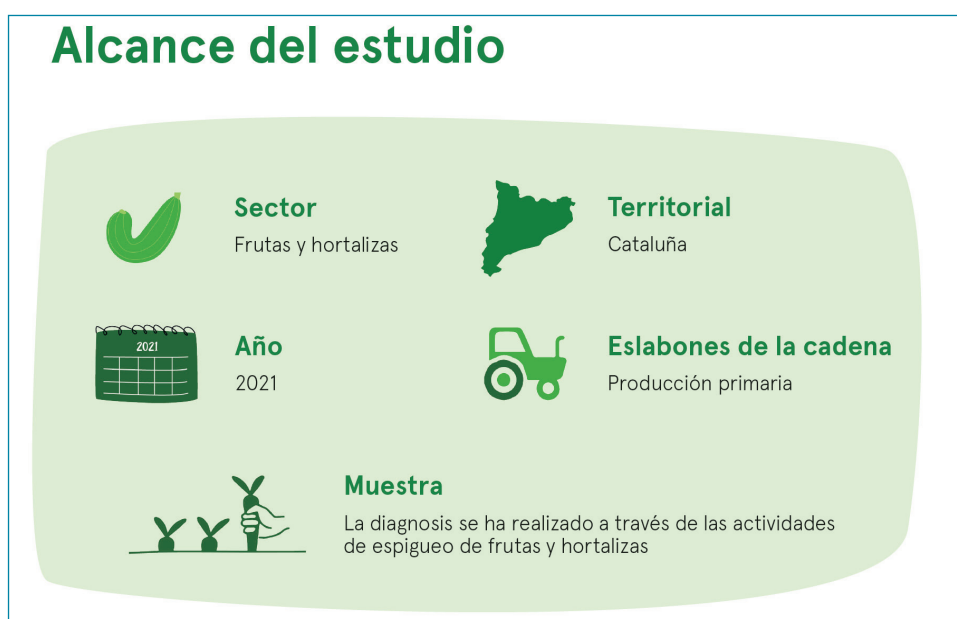 Alcance del estudio
Sector
Frutas y hortalizas
Territorial
Cataluña
2021
Año
2021
Eslabones de la cadena
Producción primaria
Muestra
La diagnosis se ha realizado a través de las actividades
de espigueo de frutas y hortalizas